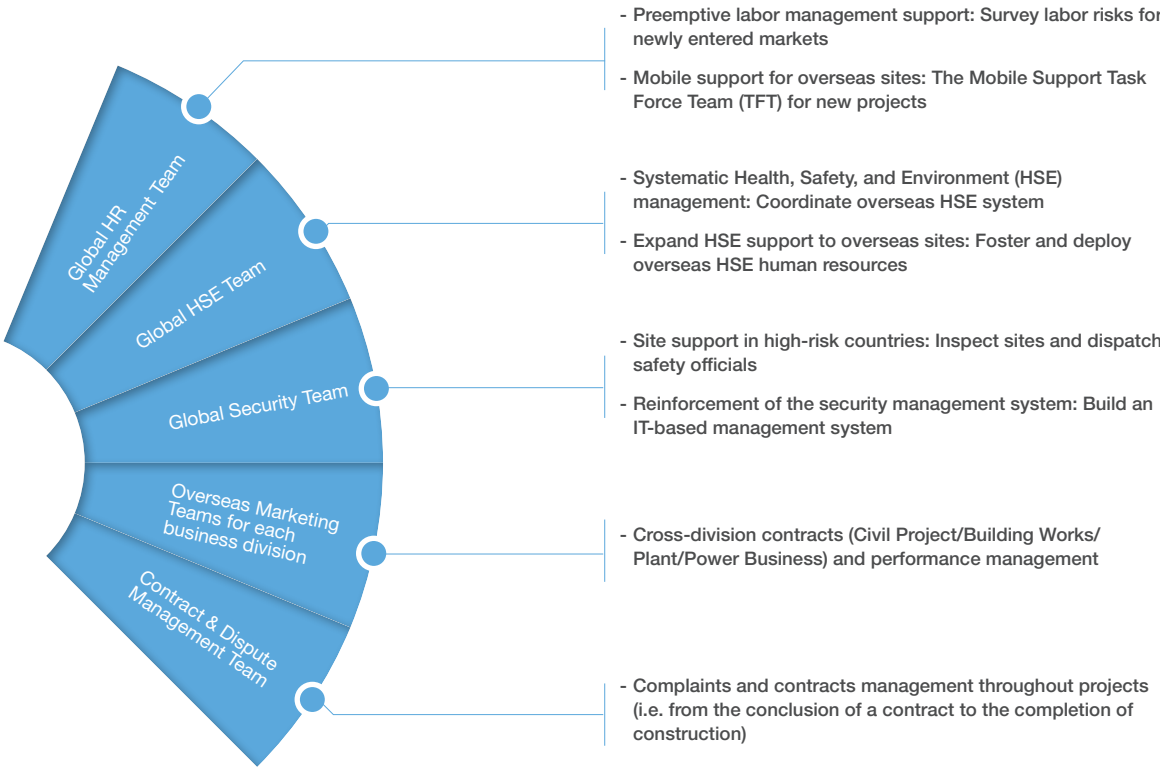 - Preemptive labor management support: Survey labor risks for
newly entered markets
- Mobile support for overseas sites: The Mobile Support Task
Force Team (TFT) for new projects
Global HR
Management Team
- Systematic Health, Safety, and Environment (HSE)
management: Coordinate overseas HSE system
- Expand HSE support to overseas sites: Foster and deploy
overseas HSE human resources
Global HSE Team
- Site support in high-risk countries: Inspect sites and dispatch
safety officials
- Reinforcement of the security management system: Build an
IT-based management system
Global Security Team
Overseas Marketing
Teams for each
business division
- Cross-division contracts (Civil Project/Building Works/
Plant/Power Business) and performance management
Contract & Dispute
Management Team
- Complaints and contracts management throughout projects
(i.e. from the conclusion of a contract to the completion of
construction)